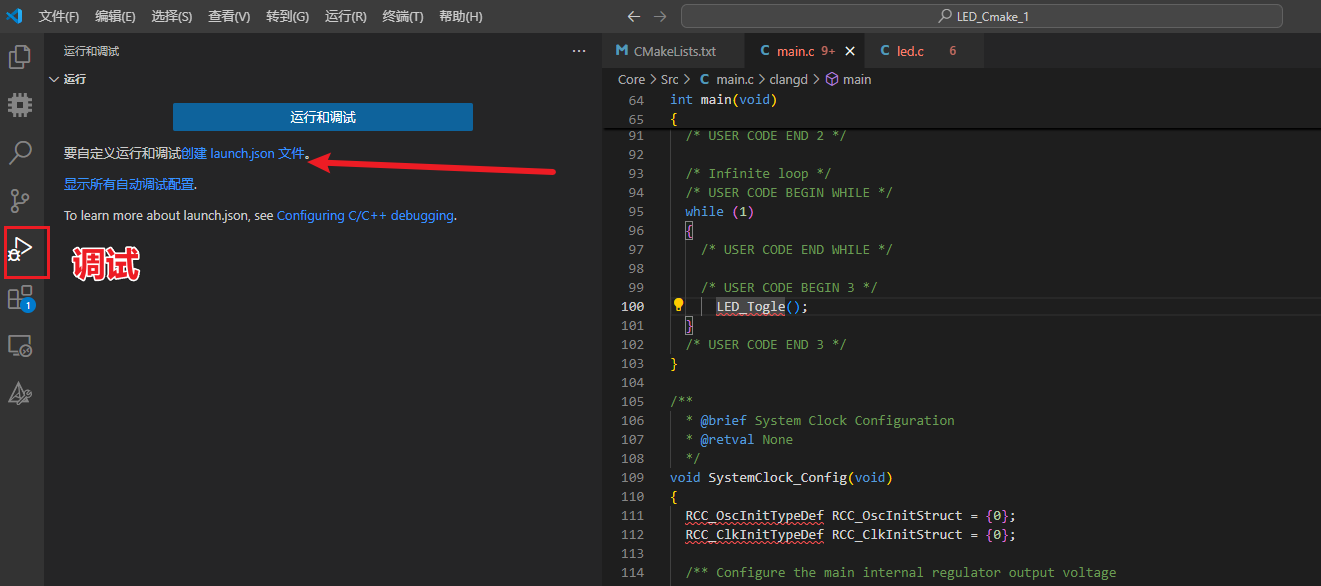 文件(F) 编辑(E) 选择(S) 查看(V) 转到(G) 运行(R) 终端(T) 帮助(H)
LED_Cmake_1
运行和调试
运行
运行和调试
要自定义运行和调试创建 launch.json 文件。
显示所有自动调试配置.
To learn more about launch.json, see Configuring C/C++ debugging.
调试
1
M CMakeLists.txt
C main.c 9+
C led.c 6
Core > Src > C main.c > clangd > main
64 int main(void)
65 {
91 /* USER CODE END 2 */
92
93 /* Infinite loop */
94 /* USER CODE BEGIN WHILE */
95 while (1)
96 {
97 /* USER CODE END WHILE */
98
99 /* USER CODE BEGIN 3 */
100 LED_Togle();
101 }
102 /* USER CODE END 3 */
103 }
104
105 /**
106 * @brief System Clock Configuration
107 * @retval None
108 */
109 void SystemClock_Config(void)
110 {
111 RCC_OscInitTypeDef RCC_OscInitStruct = {0};
112 RCC_ClkInitTypeDef RCC_ClkInitStruct = {0};
113
114 /** Configure the main internal regulator output voltage